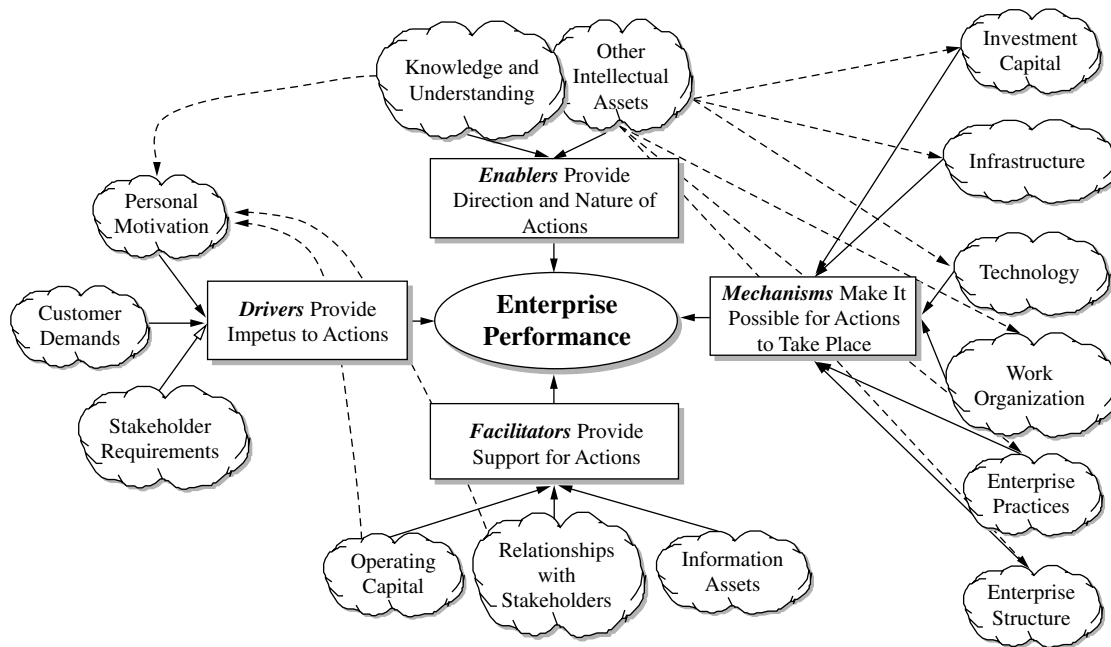 Knowledge and
Understanding
Other
Intellectual
Assets
Investment
Capital
Infrastructure
Enablers Provide
Direction and Nature of
Actions
Personal
Motivation
Technology
Customer
Demands
Drivers Provide
Impetus to Actions
Enterprise
Performance
Mechanisms Make It
Possible for Actions
to Take Place
Work
Organization
Stakeholder
Requirements
Facilitators Provide
Support for Actions
Enterprise
Practices
Operating
Capital
Relationships
with
Stakeholders
Information
Assets
Enterprise
Structure